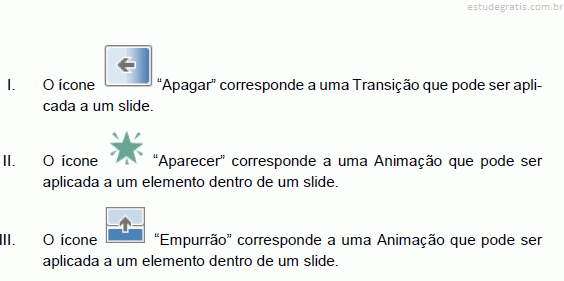 estudegratis.com.br
I. O ícone “Apagar” corresponde a uma Transição que pode ser apli-
cada a um slide.
II. O ícone “Aparecer” corresponde a uma Animação que pode ser
aplicada a um elemento dentro de um slide.
III. O ícone “Empurrão” corresponde a uma Animação que pode ser
aplicada a um elemento dentro de um slide.